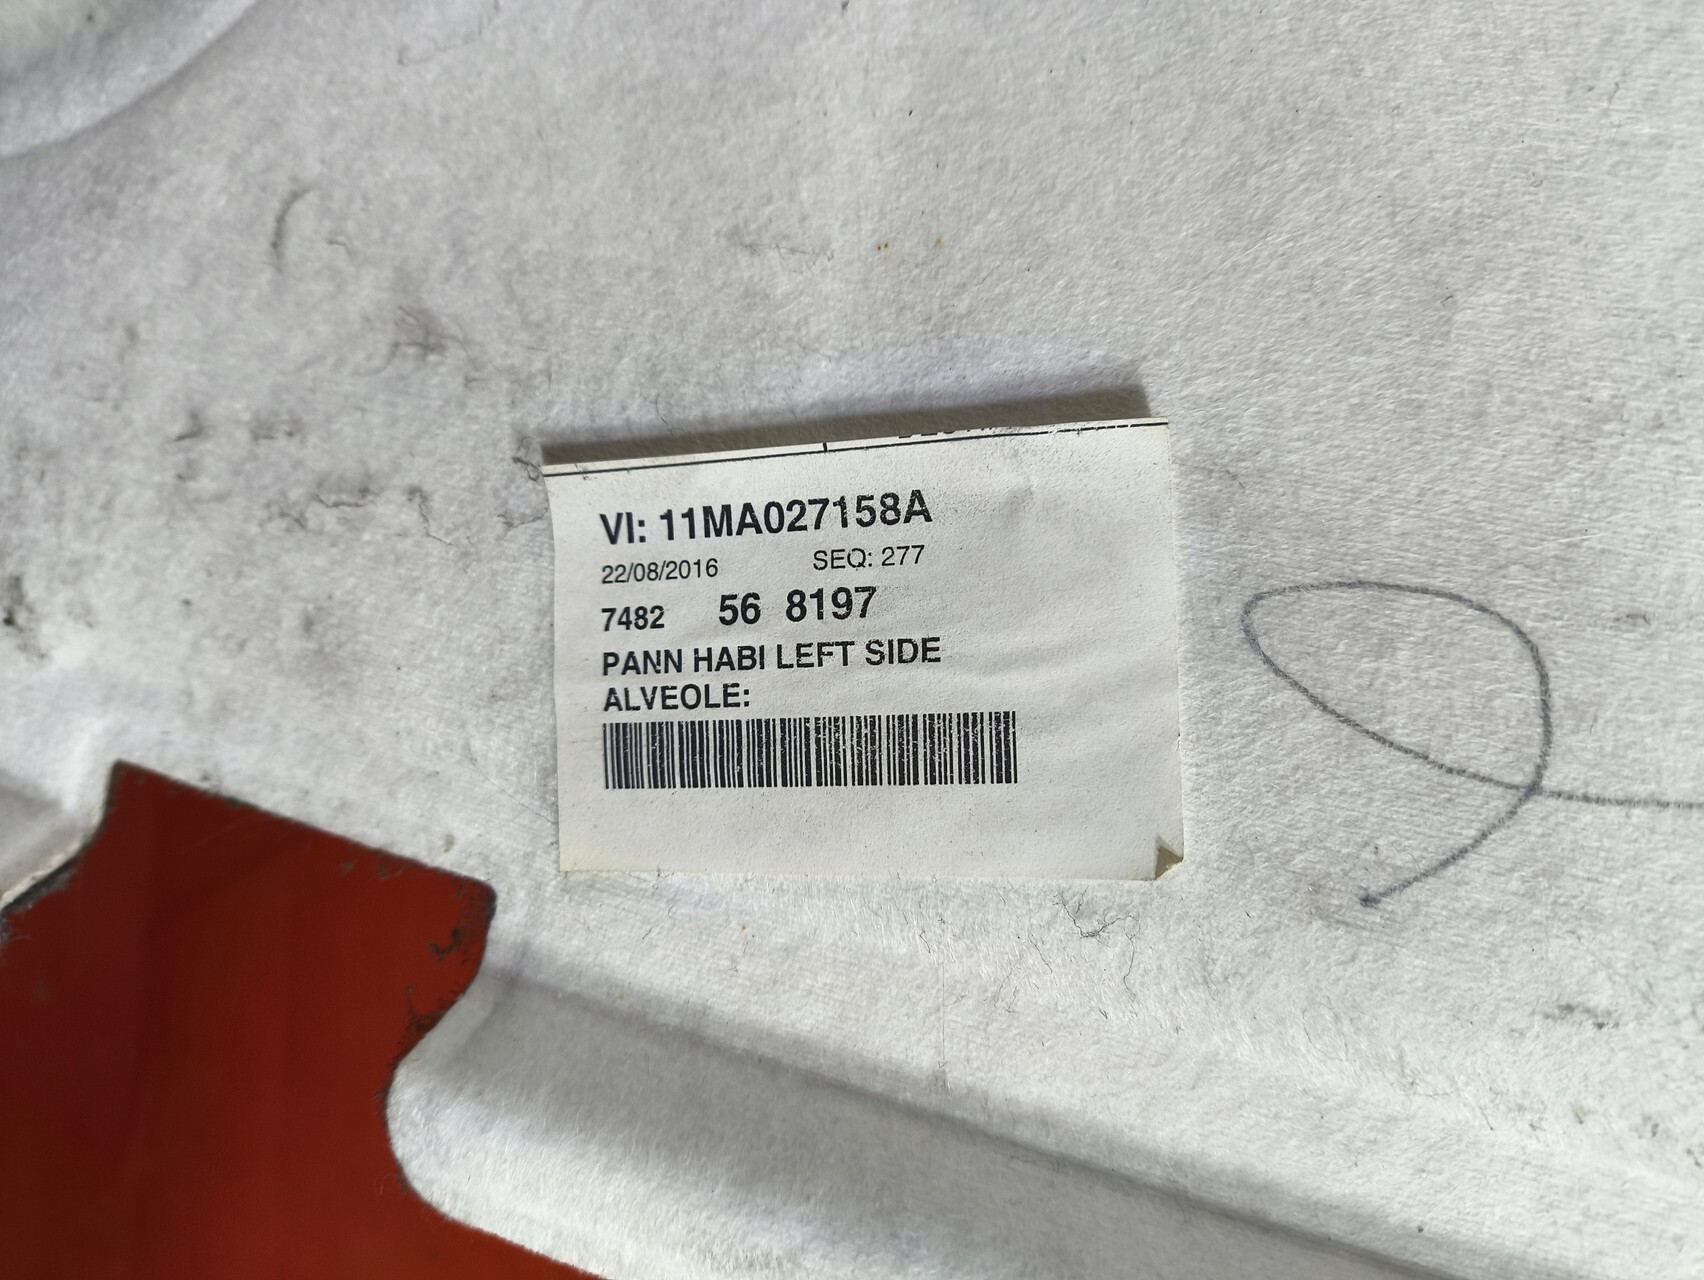 VI: 11MA027158A
22/08/2016 SEQ: 277
7482 56 8197
PANN HABI LEFT SIDE
ALVEOLE: